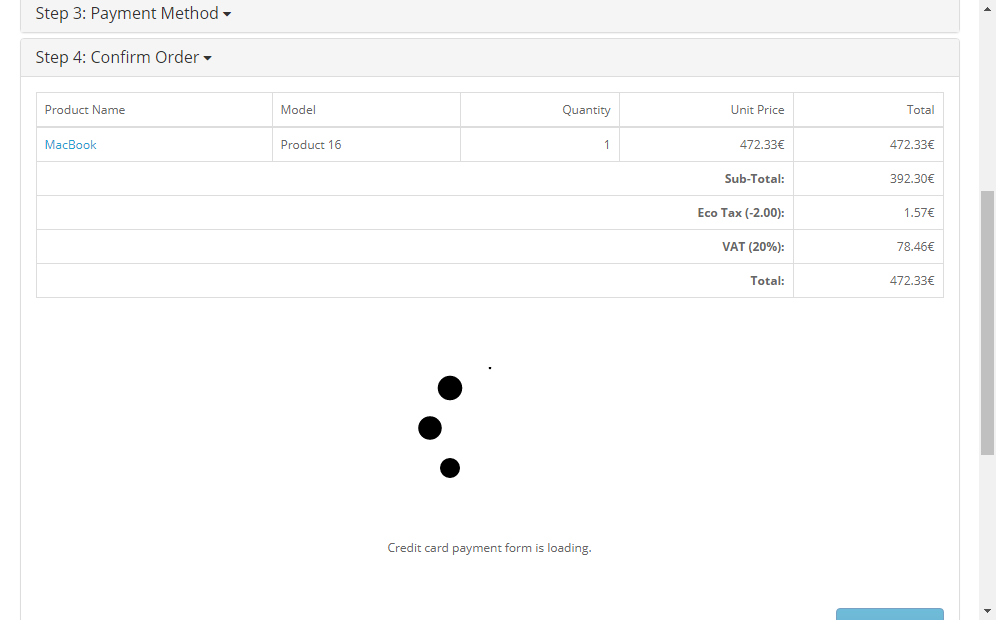 Step 3: Payment Method
Step 4: Confirm Order
Product Name Model Quantity Unit Price Total
MacBook Product 16 1 472.33€ 472.33€
Sub-Total: 392.30€
Eco Tax (-2.00): 1.57€
VAT (20%): 78.46€
Total: 472.33€
Credit card payment form is loading.